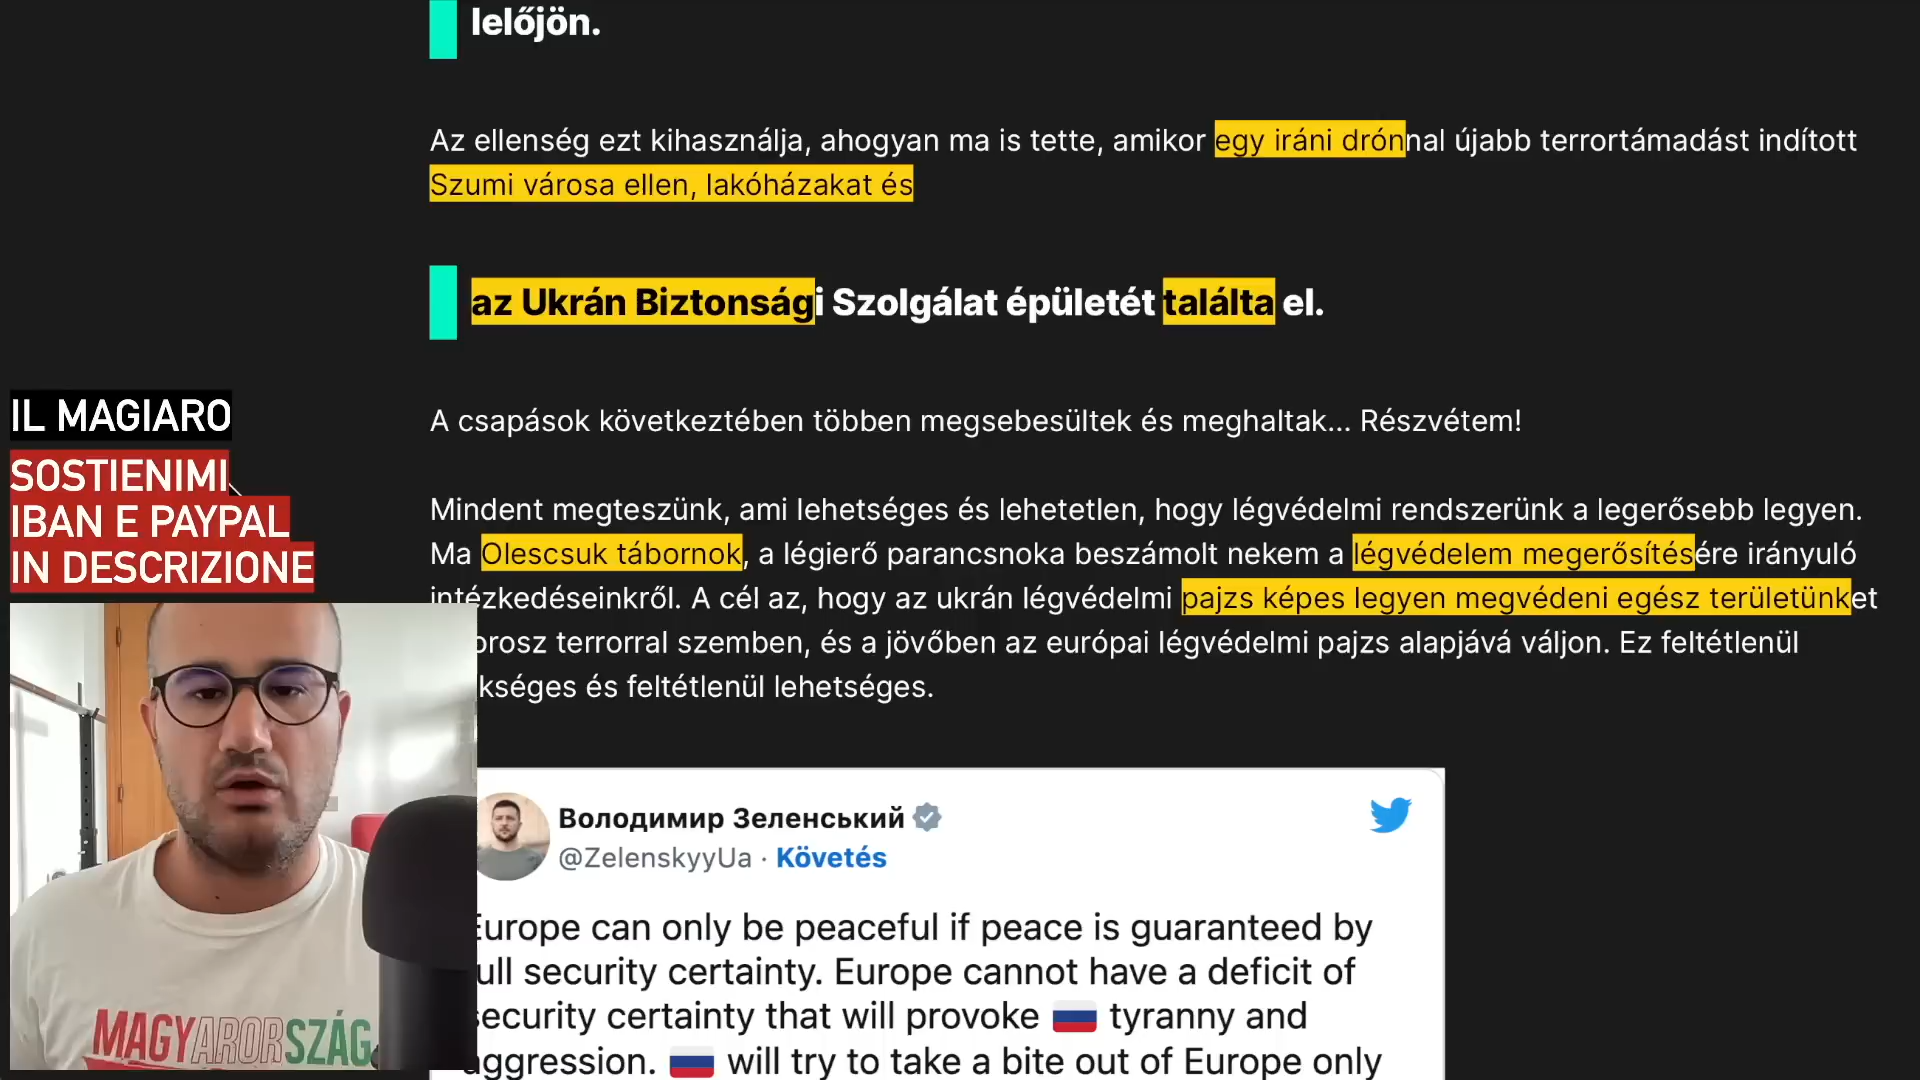 lelőjön.
Az ellenség ezt kihasználja, ahogyan ma is tette, amikor egy iráni drónnal újabb terrortámadást indított
Szumi városa ellen, lakóházakat és
az Ukrán Biztonsági Szolgálat épületét találta el.
A csapások következtében többen megsebesültek és meghaltak... Részvétem!
Mindent megteszünk, ami lehetséges és lehetetlen, hogy légvédelmi rendszerünk a legerősebb legyen.
Ma Olescsuk tábornok, a légierő parancsnoka beszámolt nekem a légvédelem megerősítésére irányuló
intézkedéseinkről. A cél az, hogy az ukrán légvédelmi pajzs képes legyen megvédeni egész területünket
orosz terrorral szemben, és a jövőben az európai légvédelmi pajzs alapjává váljon. Ez feltétlenül
kséges és feltétlenül lehetséges.
IL MAGIARO
SOSTIENIMI
IBAN E PAYPAL
IN DESCRIZIONE
MAGYARORSZÁG
Володимир Зеленський
@ZelenskyyUa · Követés
Europe can only be peaceful if peace is guaranteed by
ull security certainty. Europe cannot have a deficit of
security certainty that will provoke 🇷🇺 tyranny and
aggression. 🇷🇺 will try to take a bite out of Europe only